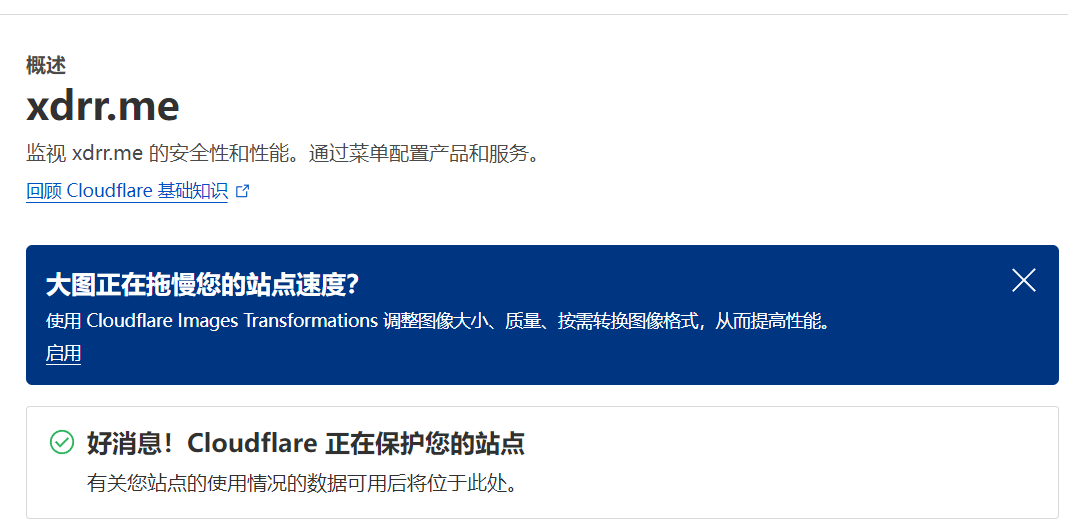 概述
xdrr.me
监视 xdrr.me 的安全性和性能。通过菜单配置产品和服务。
回顾 Cloudflare 基础知识
大图正在拖慢您的站点速度？
使用 Cloudflare Images Transformations 调整图像大小、质量、按需转换图像格式，从而提高性能。
启用
好消息！Cloudflare 正在保护您的站点
有关您站点的使用情况的数据可用后将位于此处。